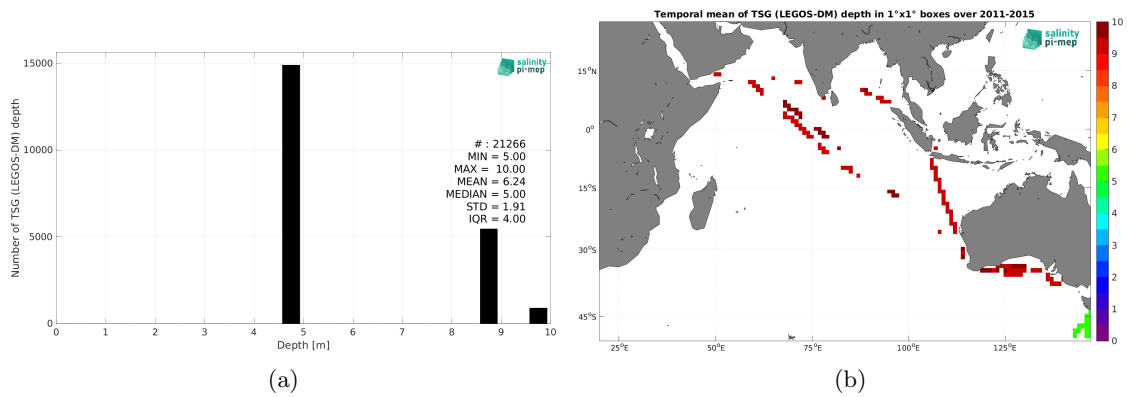 Temporal mean of TSG (LEGOS-DM) depth in 1°x1° boxes over 2011-2015
15000
10000
5000
0
Number of TSG (LEGOS-DM) depth
salinity
pi-mep
# : 21266
MIN = 5.00
MAX = 10.00
MEAN = 6.24
MEDIAN = 5.00
STD = 1.91
IQR = 4.00
0 1 2 3 4 5 6 7 8 9 10
Depth [m]
(a)
salinity
pi-mep
15°N
0°
15°S
30°S
45°S
25°E 50°E 75°E 100°E 125°E
10
9
8
7
6
5
4
3
2
1
0
(b)